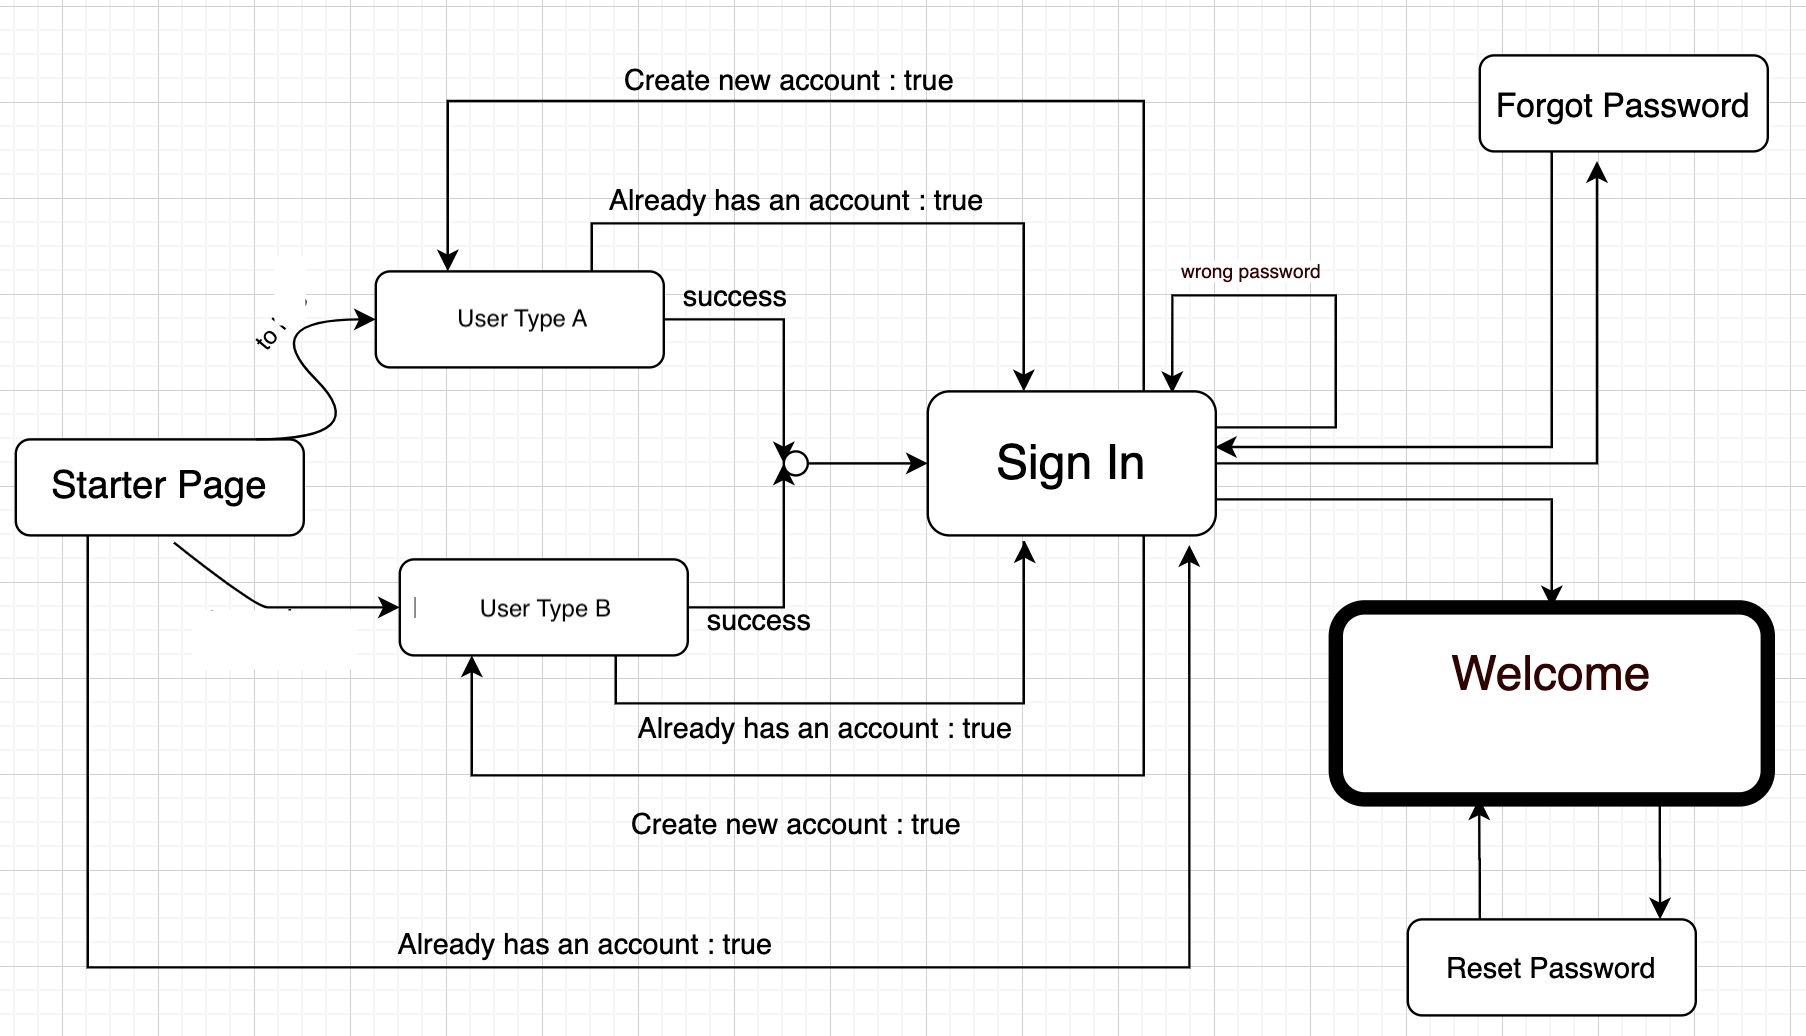 Create new account : true
Forgot Password
Already has an account : true
wrong password
success
User Type A
to
Sign In
Starter Page
User Type B
success
Welcome
Already has an account : true
Create new account : true
Already has an account : true
Reset Password